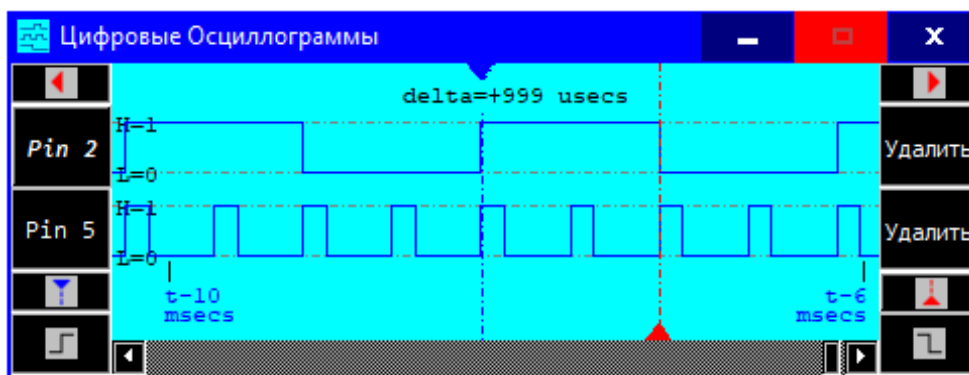 Цифровые Осциллограммы
delta=+999 usecs
Pin 2
H-1
L=0
Удалить
Pin 5
H-1
L=0
Удалить
t-10
msecs
t-6
msecs